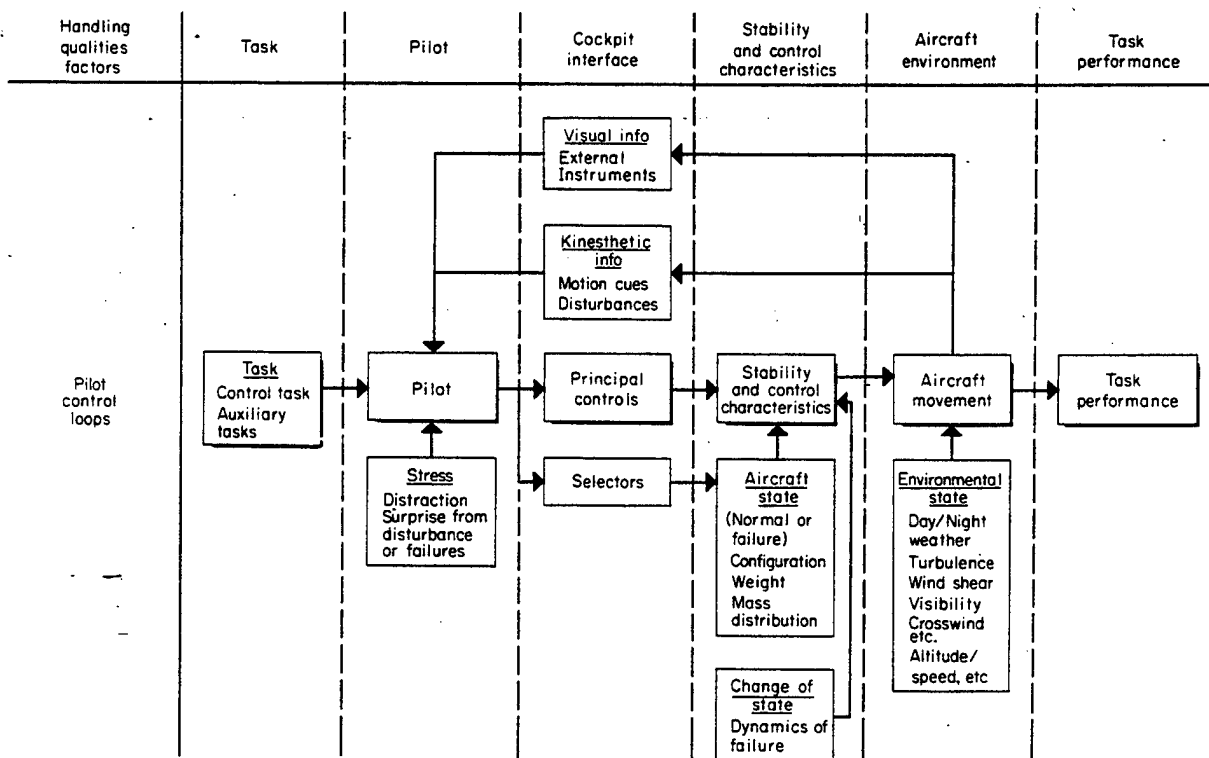 Handling
qualities
factors
Task
Pilot
Cockpit
interface
Stability
and control
characteristics
Aircraft
environment
Task
performance
Visual info
External
Instruments
Kinesthetic
info
Motion cues
Disturbances
Pilot
control
loops
Task
Control task
Auxiliary
tasks
Pilot
Principal
controls
Stability
and control
characteristics
Aircraft
movement
Task
performance
Stress
Distraction
Surprise from
disturbance
or failures
Selectors
Aircraft
state
(Normal or
failure)
Configuration
Weight
Mass
distribution
Environmental
state
Day/Night
weather
Turbulence
Wind shear
Visibility
Crosswind
etc.
Altitude/
speed, etc
Change of
state
Dynamics of
failure